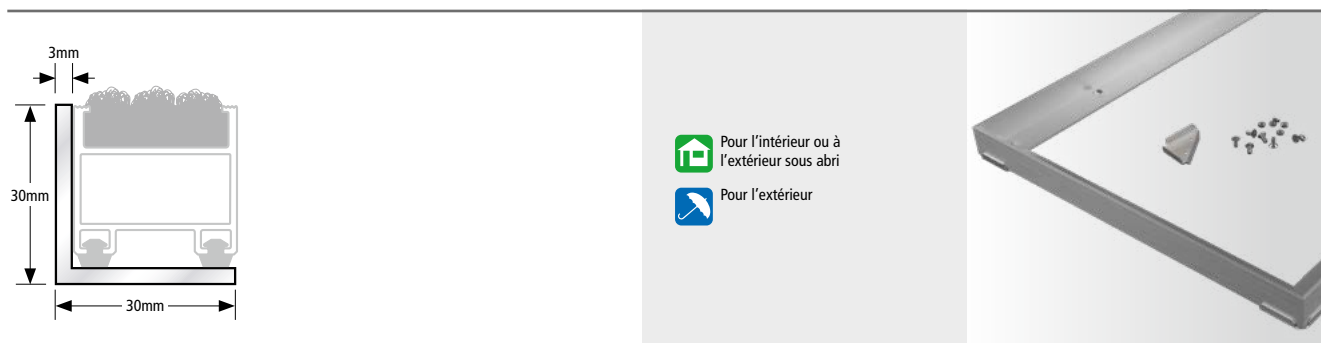 3mm
30mm
30mm
Pour l'intérieur ou à
l'extérieur sous abri
Pour l'extérieur